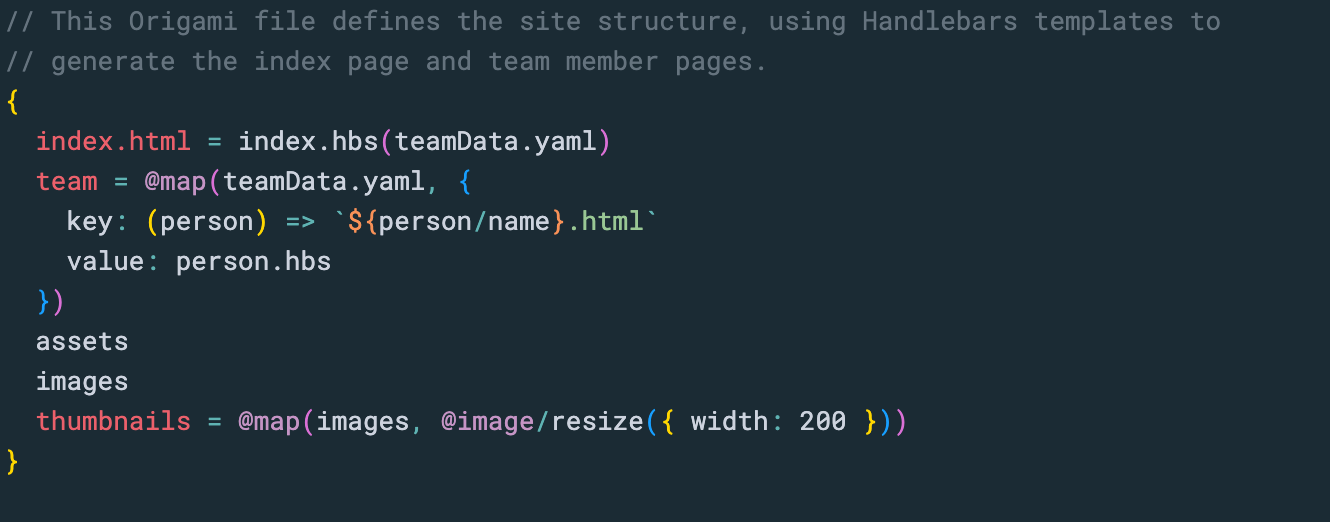 // This Origami file defines the site structure, using Handlebars templates to
// generate the index page and team member pages.
{
  index.html = index.hbs(teamData.yaml)
  team = @map(teamData.yaml, {
    key: (person) => `${person/name}.html`
    value: person.hbs
  })
  assets
  images
  thumbnails = @map(images, @image/resize({ width: 200 }))
}